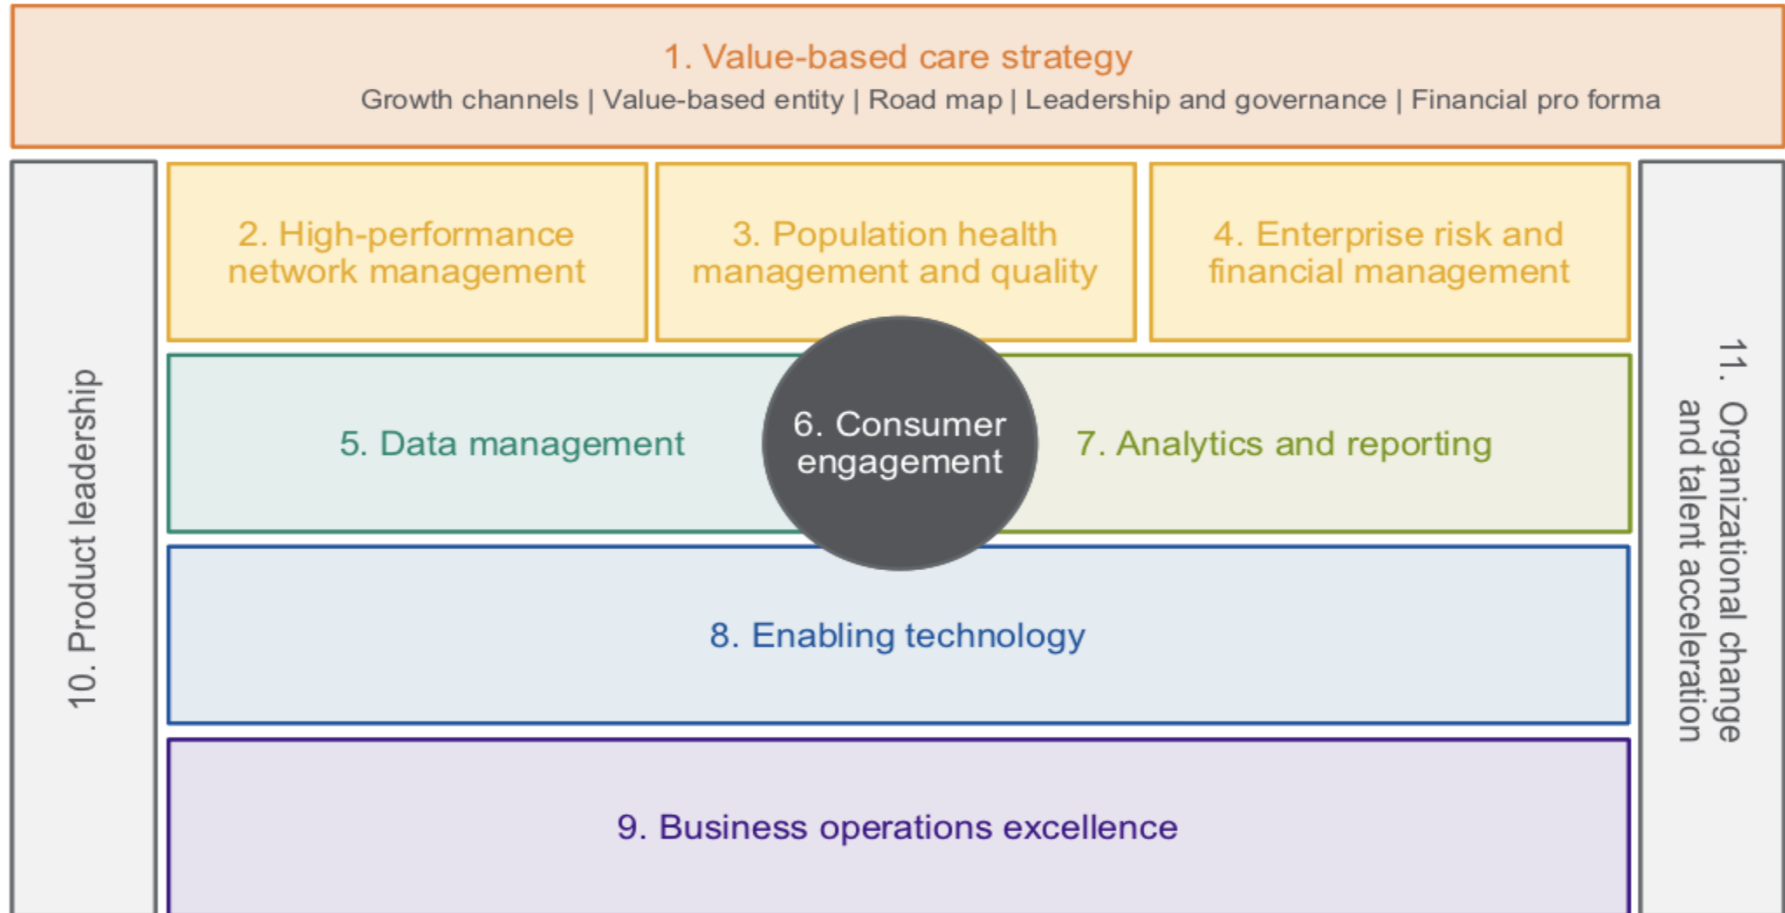 1. Value-based care strategy
Growth channels | Value-based entity | Road map | Leadership and governance | Financial pro forma
2. High-performance
network management
3. Population health
management and quality
4. Enterprise risk and
financial management
5. Data management
6. Consumer
engagement
7. Analytics and reporting
8. Enabling technology
9. Business operations excellence
10. Product leadership
11. Organizational change
and talent acceleration